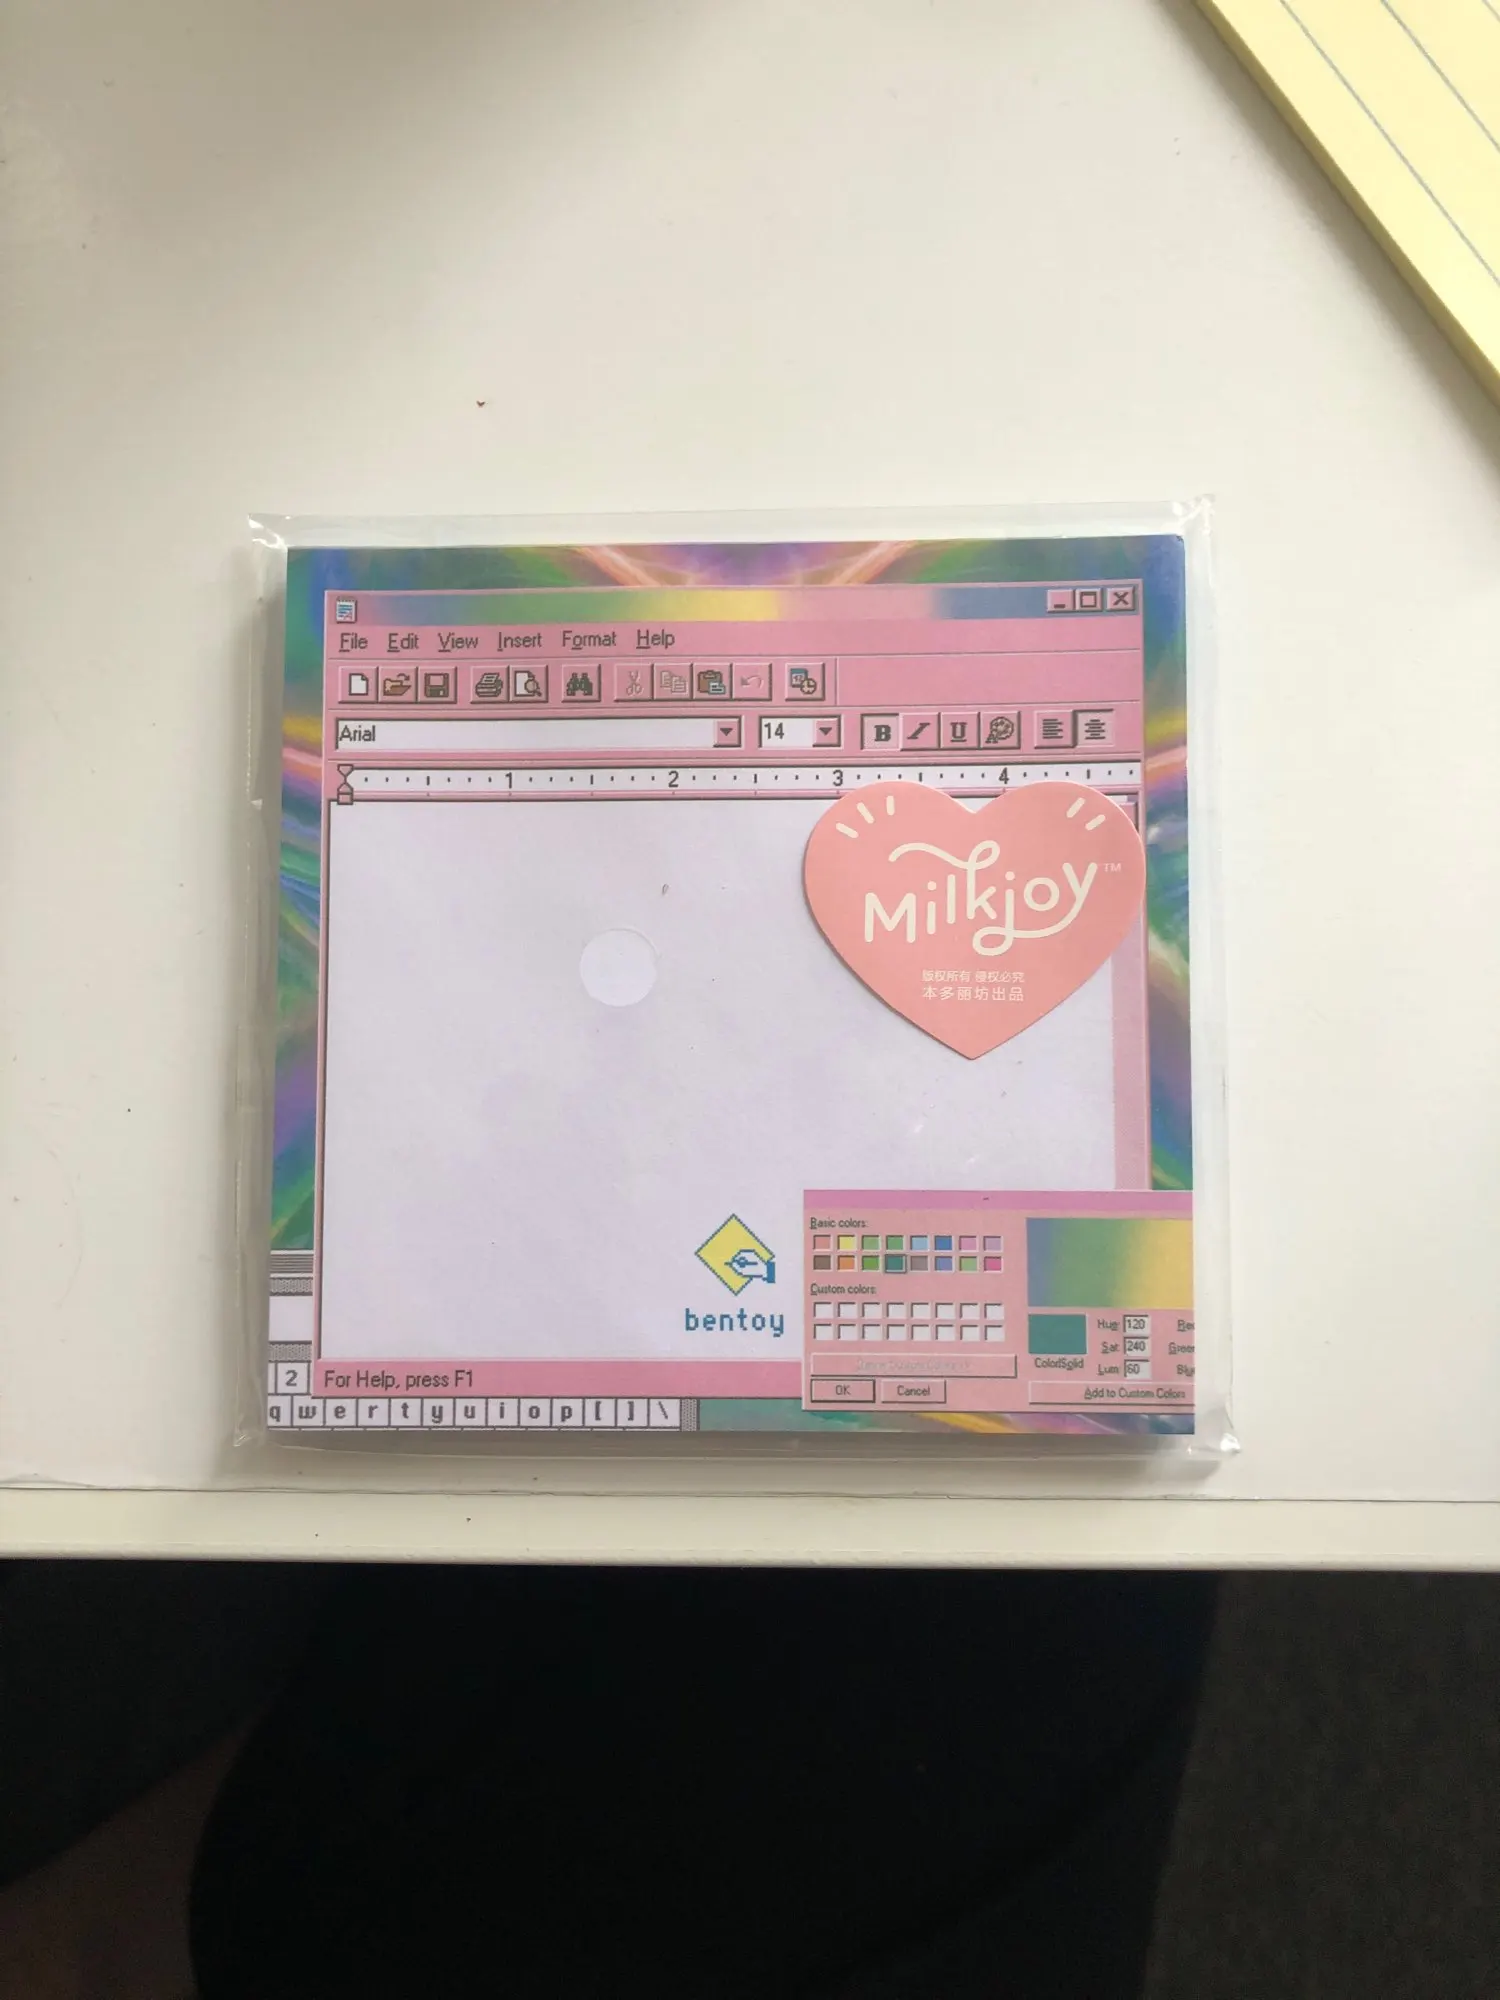 File Edit View Insert Format Help
Arial 14 B I U
1 2 3 4
Milkjoy™
版权所有 侵权必究
本多丽坊出品
bentoy
Basic colors:
Custom colors:
Hue: 120
Sat: 240
Lum: 60
Color|Solid
OK Cancel
Add to Custom Colors
2
For Help, press F1
q w e r t y u i o p [ ] \